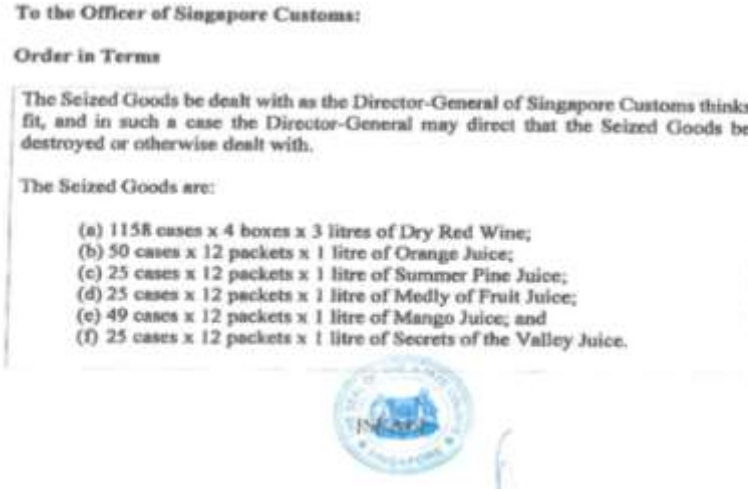 To the Officer of Singapore Customs:
Order in Terms
The Seized Goods be dealt with as the Director-General of Singapore Customs thinks
fit, and in such a case the Director-General may direct that the Seized Goods be
destroyed or otherwise dealt with.
The Seized Goods are:
(a) 1158 cases x 4 boxes x 3 litres of Dry Red Wine;
(b) 50 cases x 12 packets x 1 litre of Orange Juice;
(c) 25 cases x 12 packets x 1 litre of Summer Pine Juice;
(d) 25 cases x 12 packets x 1 litre of Medly of Fruit Juice;
(e) 49 cases x 12 packets x 1 litre of Mango Juice; and
(f) 25 cases x 12 packets x 1 litre of Secrets of the Valley Juice.
SINGAPORE